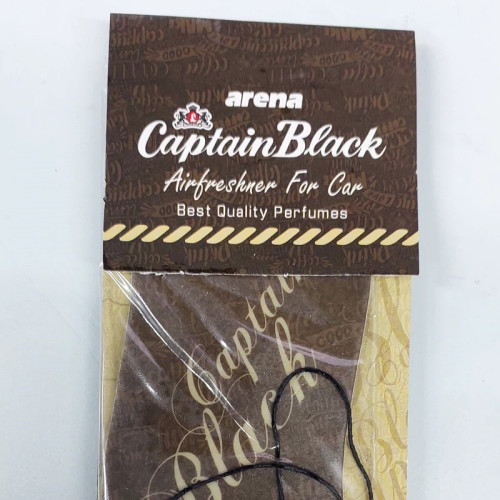 arena
Captain Black
Airfreshner For Car
Best Quality Perfumes
Captain
Black